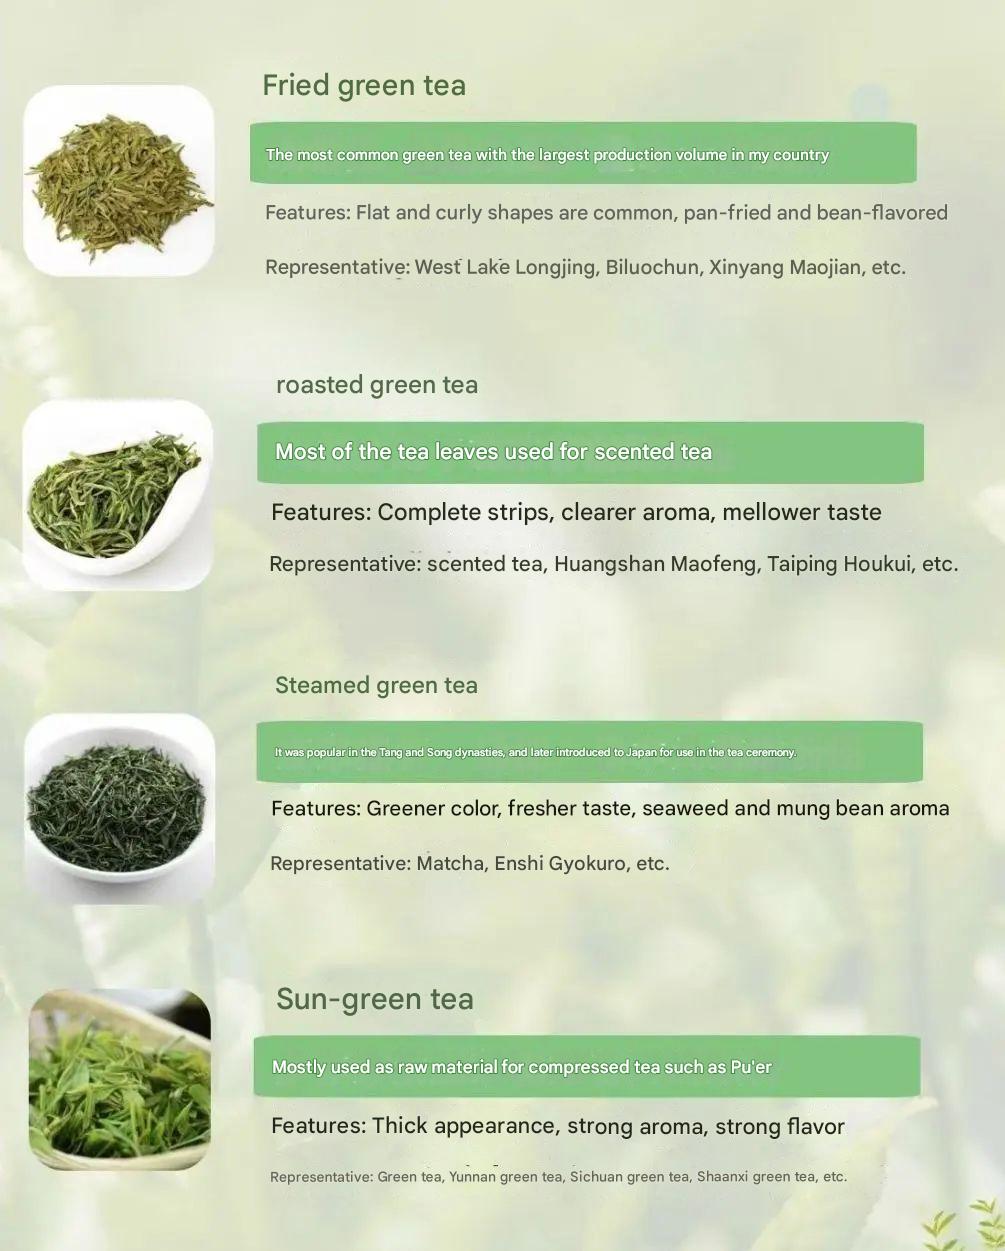 Fried green tea
The most common green tea with the largest production volume in my country
Features: Flat and curly shapes are common, pan-fried and bean-flavored
Representative: West Lake Longjing, Biluochun, Xinyang Maojian, etc.
roasted green tea
Most of the tea leaves used for scented tea
Features: Complete strips, clearer aroma, mellower taste
Representative: scented tea, Huangshan Maofeng, Taiping Houkui, etc.
Steamed green tea
It was popular in the Tang and Song dynasties, and later introduced to Japan for use in the tea ceremony.
Features: Greener color, fresher taste, seaweed and mung bean aroma
Representative: Matcha, Enshi Gyokuro, etc.
Sun-green tea
Mostly used as raw material for compressed tea such as Pu'er
Features: Thick appearance, strong aroma, strong flavor
Representative: Green tea, Yunnan green tea, Sichuan green tea, Shaanxi green tea, etc.